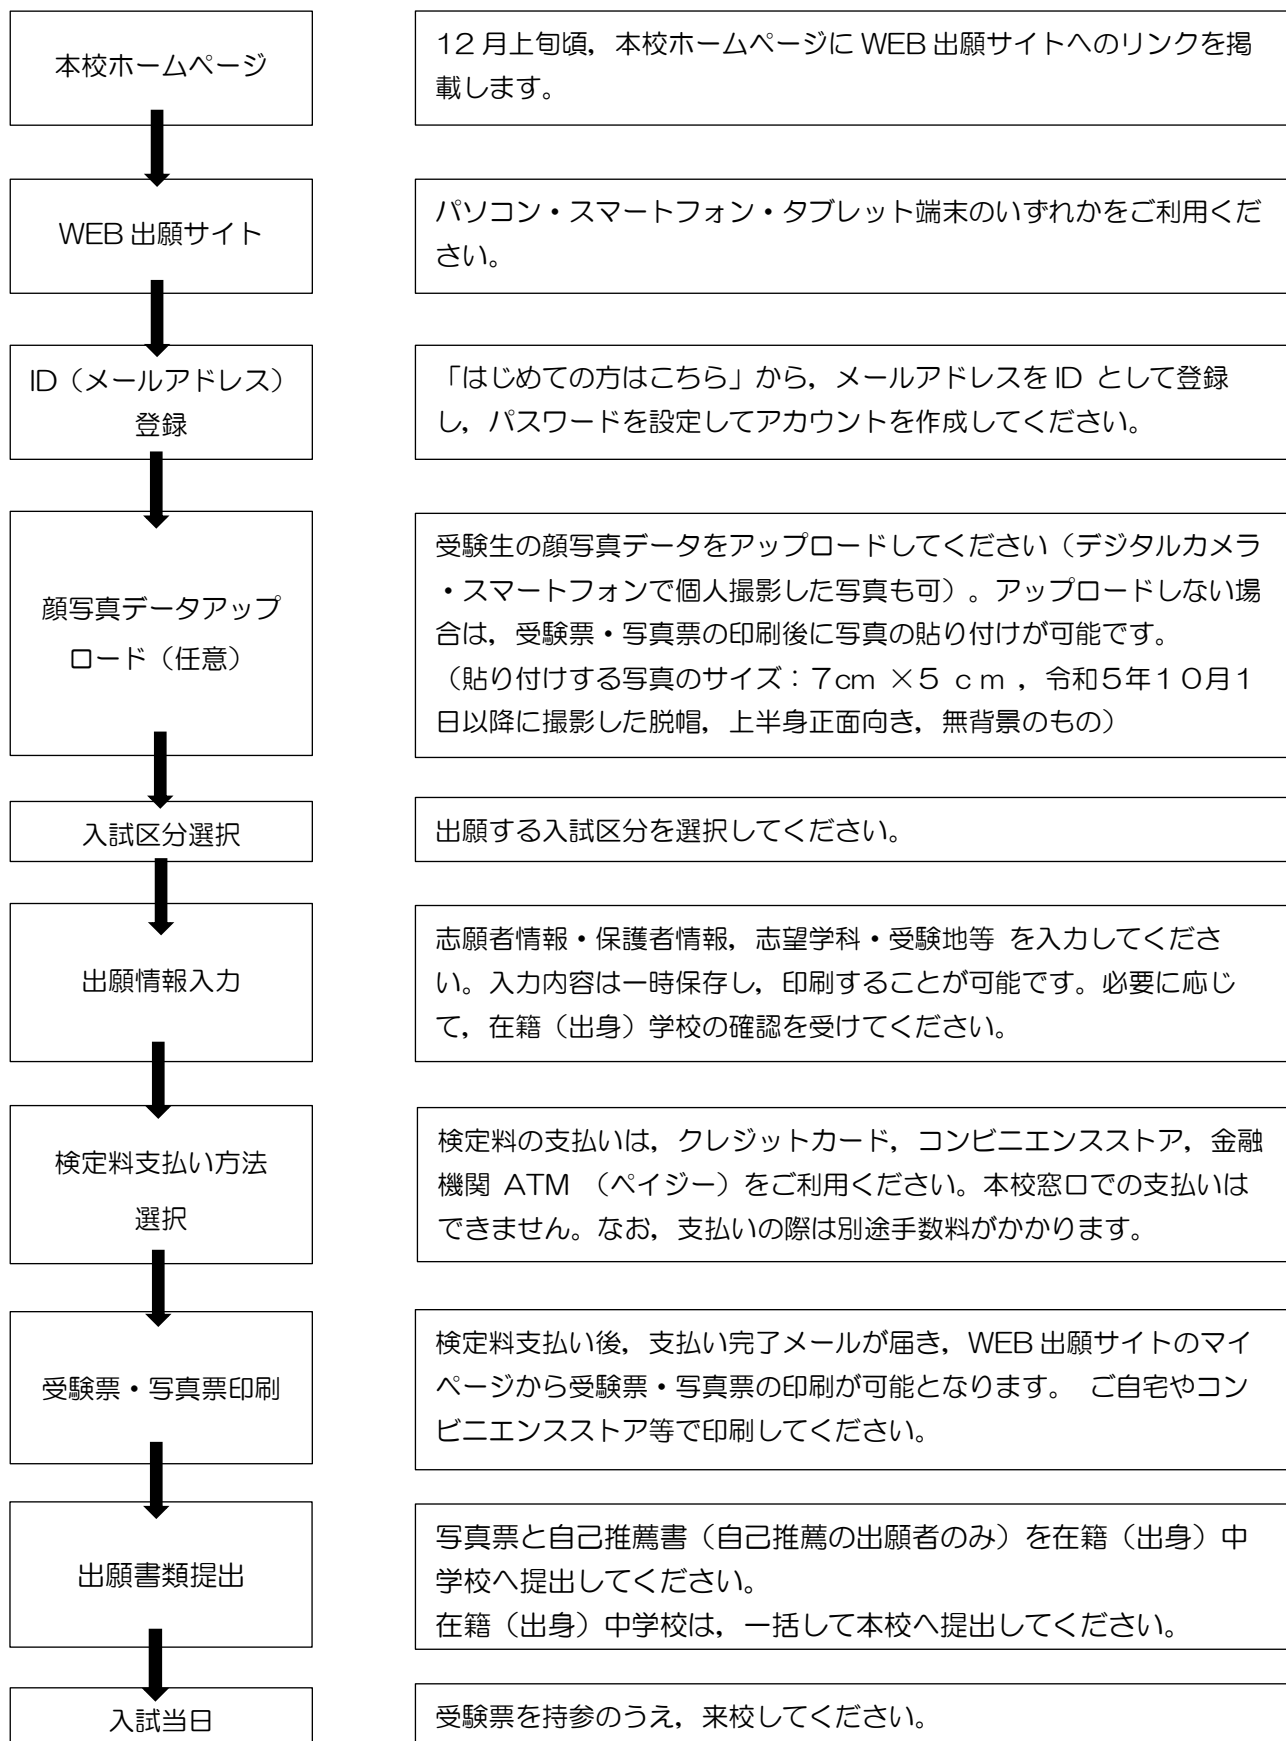 本校ホームページ
12月上旬頃，本校ホームページにWEB出願サイトへのリンクを掲
載します。
WEB出願サイト
パソコン・スマートフォン・タブレット端末のいずれかをご利用くだ
さい。
ID（メールアドレス）
登録
「はじめての方はこちら」から，メールアドレスをID として登録
し，パスワードを設定してアカウントを作成してください。
顔写真データアップ
ロード（任意）
受験生の顔写真データをアップロードしてください（デジタルカメラ
・スマートフォンで個人撮影した写真も可）。アップロードしない場
合は，受験票・写真票の印刷後に写真の貼り付けが可能です。
（貼り付けする写真のサイズ：７cm ×５ ｃｍ，令和５年１０月１
日以降に撮影した脱帽，上半身正面向き，無背景のもの）
入試区分選択
出願する入試区分を選択してください。
出願情報入力
志願者情報・保護者情報，志望学科・受験地等 を入力してくださ
い。入力内容は一時保存し，印刷することが可能です。必要に応じ
て，在籍（出身）学校の確認を受けてください。
検定料支払い方法
選択
検定料の支払いは，クレジットカード，コンビニエンスストア，金融
機関 ATM （ペイジー）をご利用ください。本校窓口での支払いは
できません。なお，支払いの際は別途手数料がかかります。
受験票・写真票印刷
検定料支払い後，支払い完了メールが届き，WEB出願サイトのマイ
ページから受験票・写真票の印刷が可能となります。 ご自宅やコン
ビニエンスストア等で印刷してください。
出願書類提出
写真票と自己推薦書（自己推薦の出願者のみ）を在籍（出身）中
学校へ提出してください。
在籍（出身）中学校は，一括して本校へ提出してください。
入試当日
受験票を持参のうえ，来校してください。